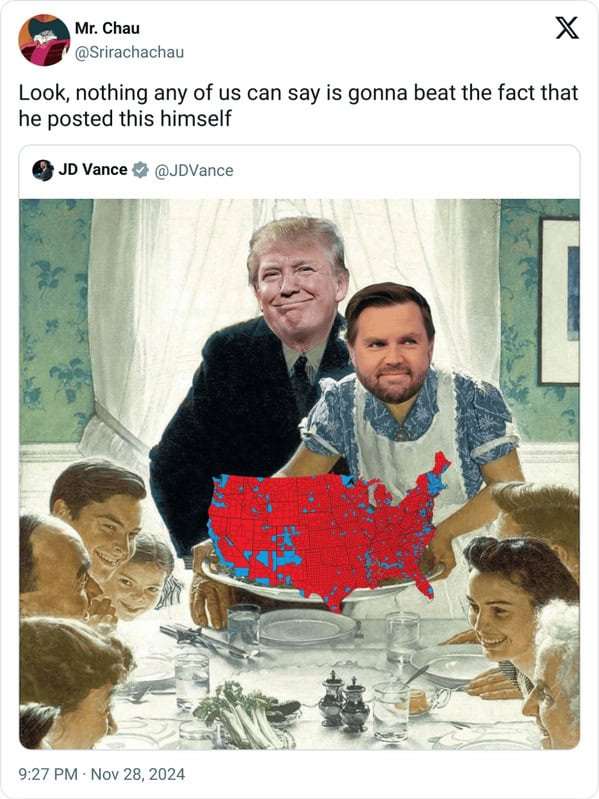 Mr. Chau
@Srirachachau
Look, nothing any of us can say is gonna beat the fact that
he posted this himself
JD Vance @JDVance
9:27 PM · Nov 28, 2024